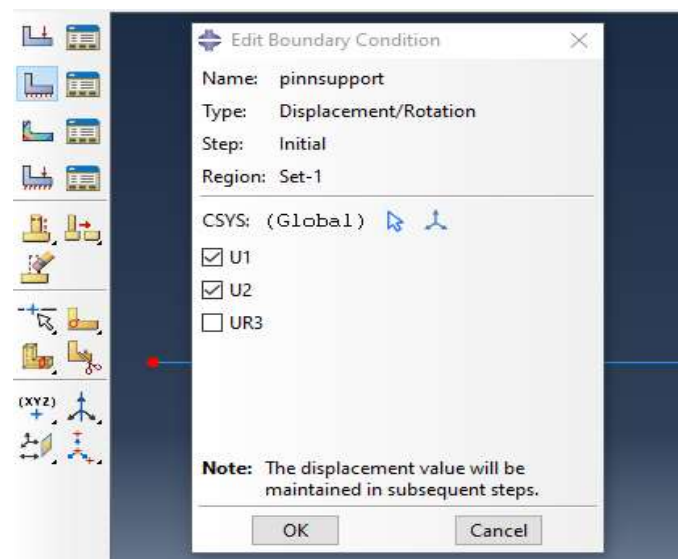 Edit Boundary Condition
Name: pinnsupport
Type: Displacement/Rotation
Step: Initial
Region: Set-1
CSYS: (Global)
U1
U2
UR3
(XYZ)
Note: The displacement value will be
maintained in subsequent steps.
OK Cancel